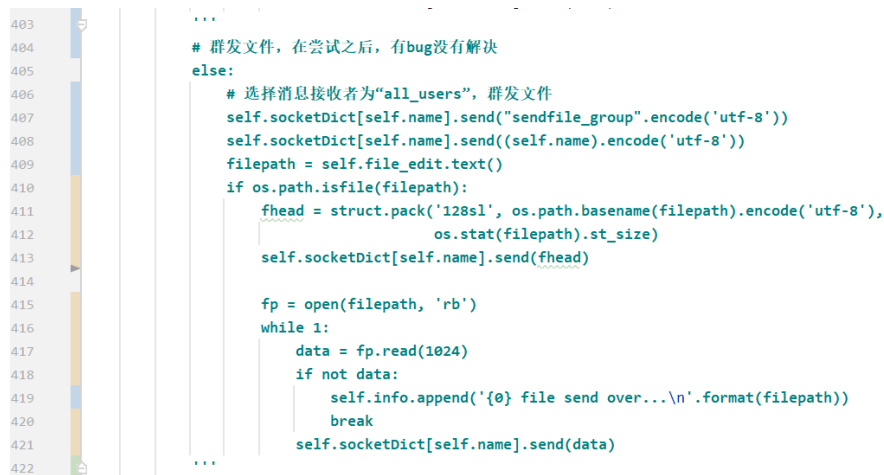 403 '''
404 # 群发文件，在尝试之后，有bug没有解决
405 else:
406 # 选择消息接收者为“all_users”，群发文件
407 self.socketDict[self.name].send("sendfile_group".encode('utf-8'))
408 self.socketDict[self.name].send((self.name).encode('utf-8'))
409 filepath = self.file_edit.text()
410 if os.path.isfile(filepath):
411 fhead = struct.pack('128sl', os.path.basename(filepath).encode('utf-8'),
412 os.stat(filepath).st_size)
413 self.socketDict[self.name].send(fhead)
414
415 fp = open(filepath, 'rb')
416 while 1:
417 data = fp.read(1024)
418 if not data:
419 self.info.append('{0} file send over...\n'.format(filepath))
420 break
421 self.socketDict[self.name].send(data)
422 '''